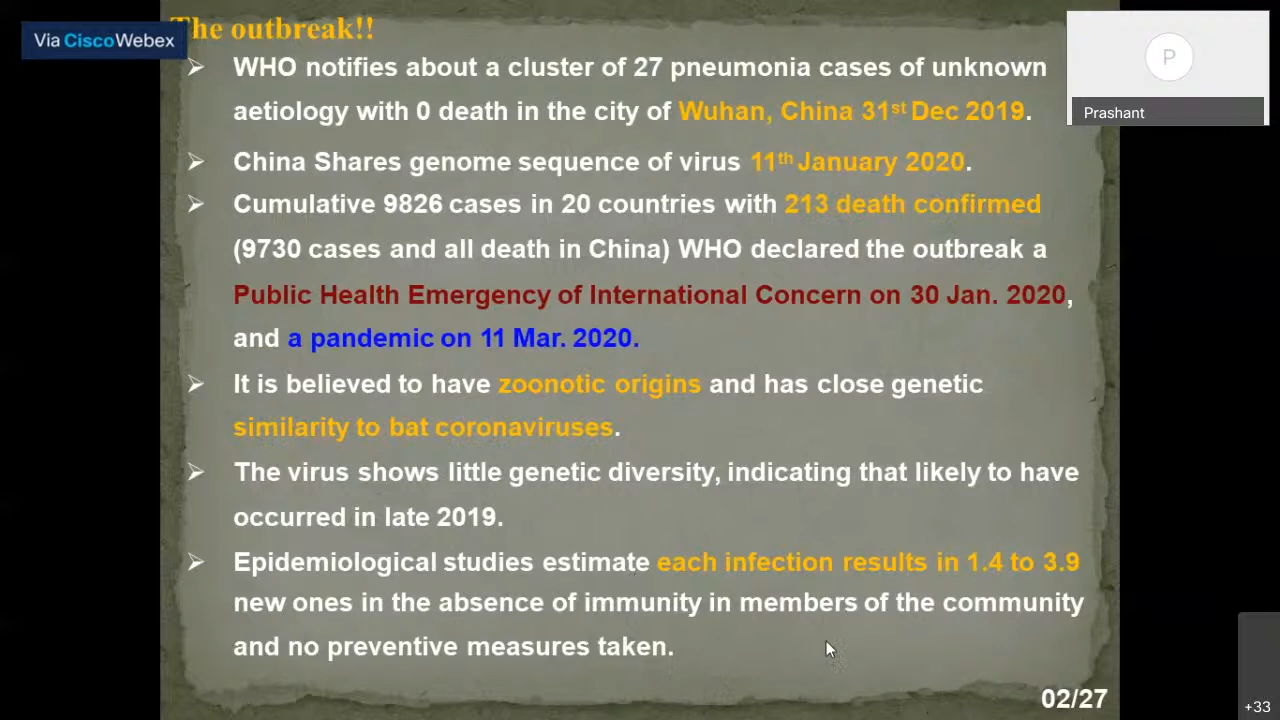 The outbreak!!
Via CiscoWebex
P
Prashant
➢ WHO notifies about a cluster of 27 pneumonia cases of unknown
aetiology with 0 death in the city of Wuhan, China 31st Dec 2019.
➢ China Shares genome sequence of virus 11th January 2020.
➢ Cumulative 9826 cases in 20 countries with 213 death confirmed
(9730 cases and all death in China) WHO declared the outbreak a
Public Health Emergency of International Concern on 30 Jan. 2020,
and a pandemic on 11 Mar. 2020.
➢ It is believed to have zoonotic origins and has close genetic
similarity to bat coronaviruses.
➢ The virus shows little genetic diversity, indicating that likely to have
occurred in late 2019.
➢ Epidemiological studies estimate each infection results in 1.4 to 3.9
new ones in the absence of immunity in members of the community
and no preventive measures taken.
02/27
+33